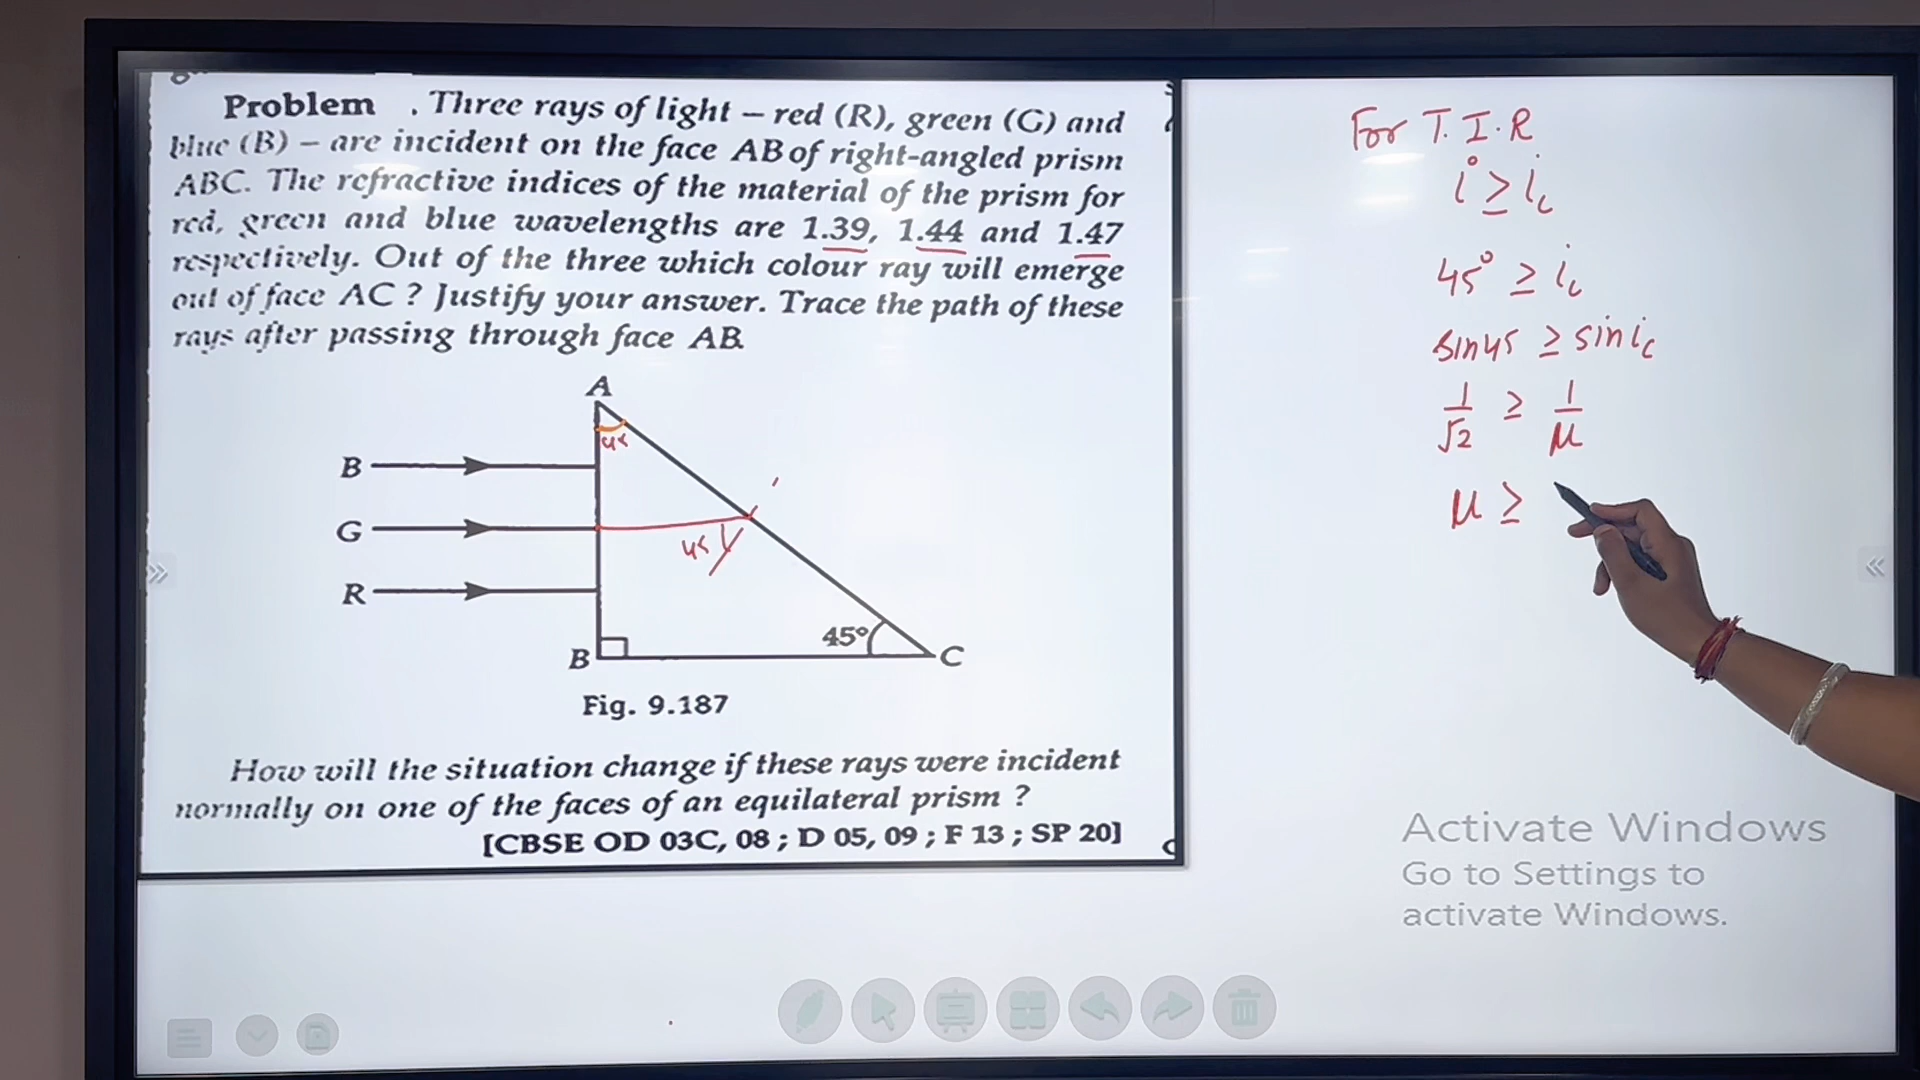 Problem . Three rays of light – red (R), green (G) and
blue (B) – are incident on the face AB of right-angled prism
ABC. The refractive indices of the material of the prism for
red, green and blue wavelengths are 1.39, 1.44 and 1.47
respectively. Out of the three which colour ray will emerge
out of face AC ? Justify your answer. Trace the path of these
rays after passing through face AB.
A
45
B
G
45
R
45°
B
C
Fig. 9.187
How will the situation change if these rays were incident
normally on one of the faces of an equilateral prism ?
[CBSE OD 03C, 08 ; D 05, 09 ; F 13 ; SP 20]
For T.I.R
i ≥ ic
45° ≥ ic
sin45 ≥ sin ic
1/√2 ≥ 1/μ
μ ≥
Activate Windows
Go to Settings to
activate Windows.